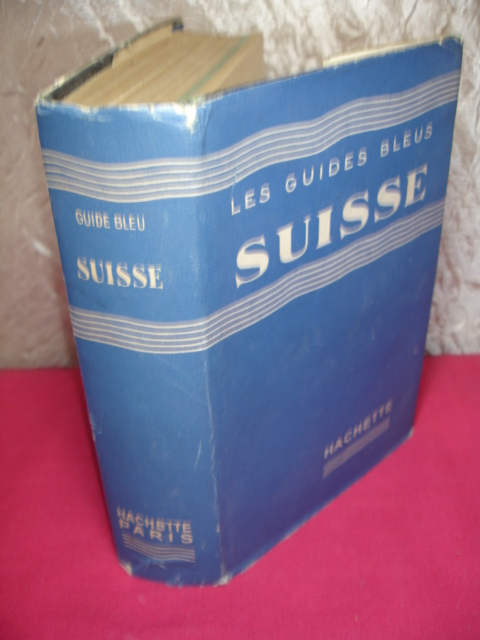 GUIDE BLEU
SUISSE
HACHETTE
PARIS
LES GUIDES BLEUS
SUISSE
HACHETTE